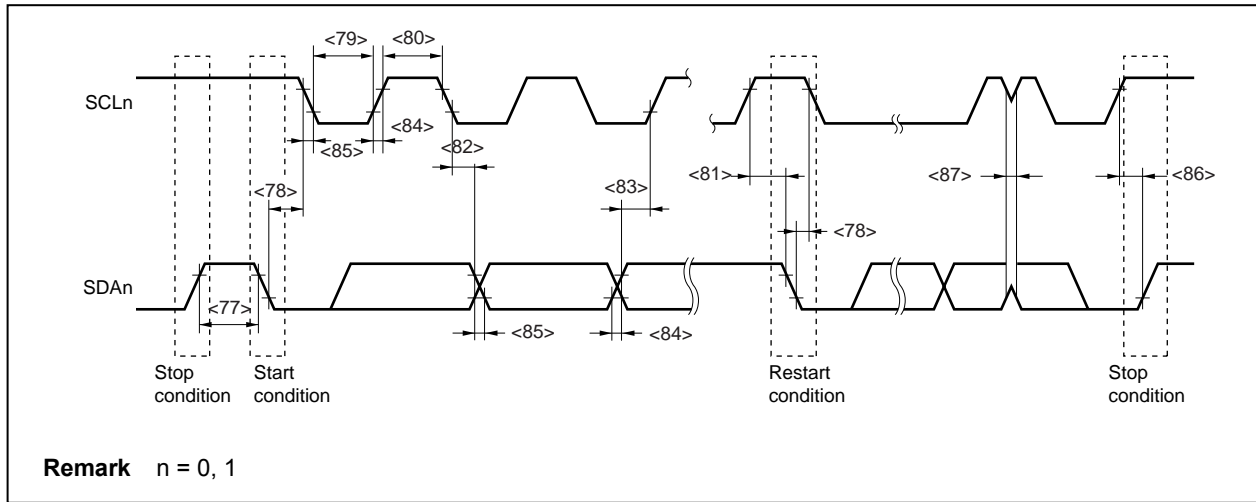 <79>
<80>
SCLn
<84>
<85>
<82>
<81>
<83>
<87>
<86>
<78>
<78>
SDAn
<77>
<85>
<84>
Stop
condition
Start
condition
Restart
condition
Stop
condition
Remark n = 0, 1